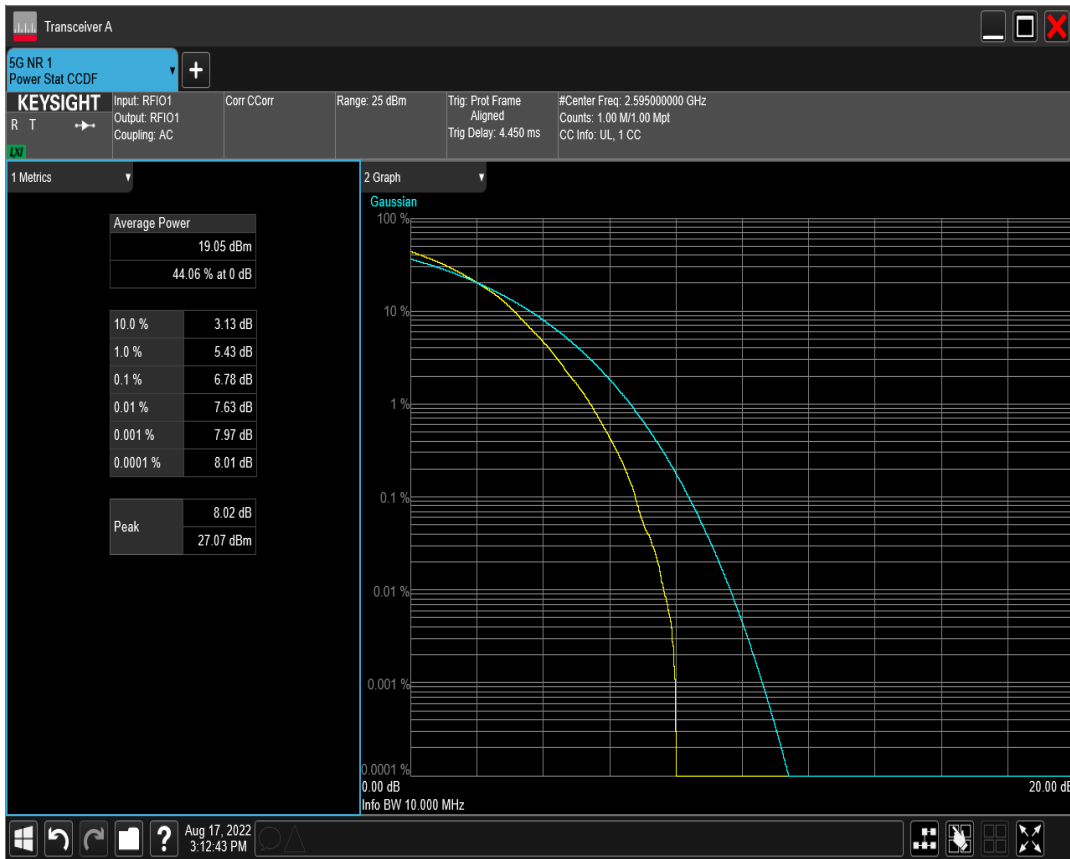 Transceiver A
5G NR 1
Power Stat CCDF
+
KEYSIGHT
R T
LXI
Input: RFIO1
Output: RFIO1
Coupling: AC
Corr CCorr
Range: 25 dBm
Trig: Prot Frame
Aligned
Trig Delay: 4.450 ms
#Center Freq: 2.595000000 GHz
Counts: 1.00 M/1.00 Mpt
CC Info: UL, 1 CC
1 Metrics
Average Power
19.05 dBm
44.06 % at 0 dB
10.0 % 3.13 dB
1.0 % 5.43 dB
0.1 % 6.78 dB
0.01 % 7.63 dB
0.001 % 7.97 dB
0.0001 % 8.01 dB
Peak
8.02 dB
27.07 dBm
2 Graph
Gaussian
100 %
10 %
1 %
0.1 %
0.01 %
0.001 %
0.0001 %
0.00 dB 20.00 dB
Info BW 10.000 MHz
?
Aug 17, 2022
3:12:43 PM